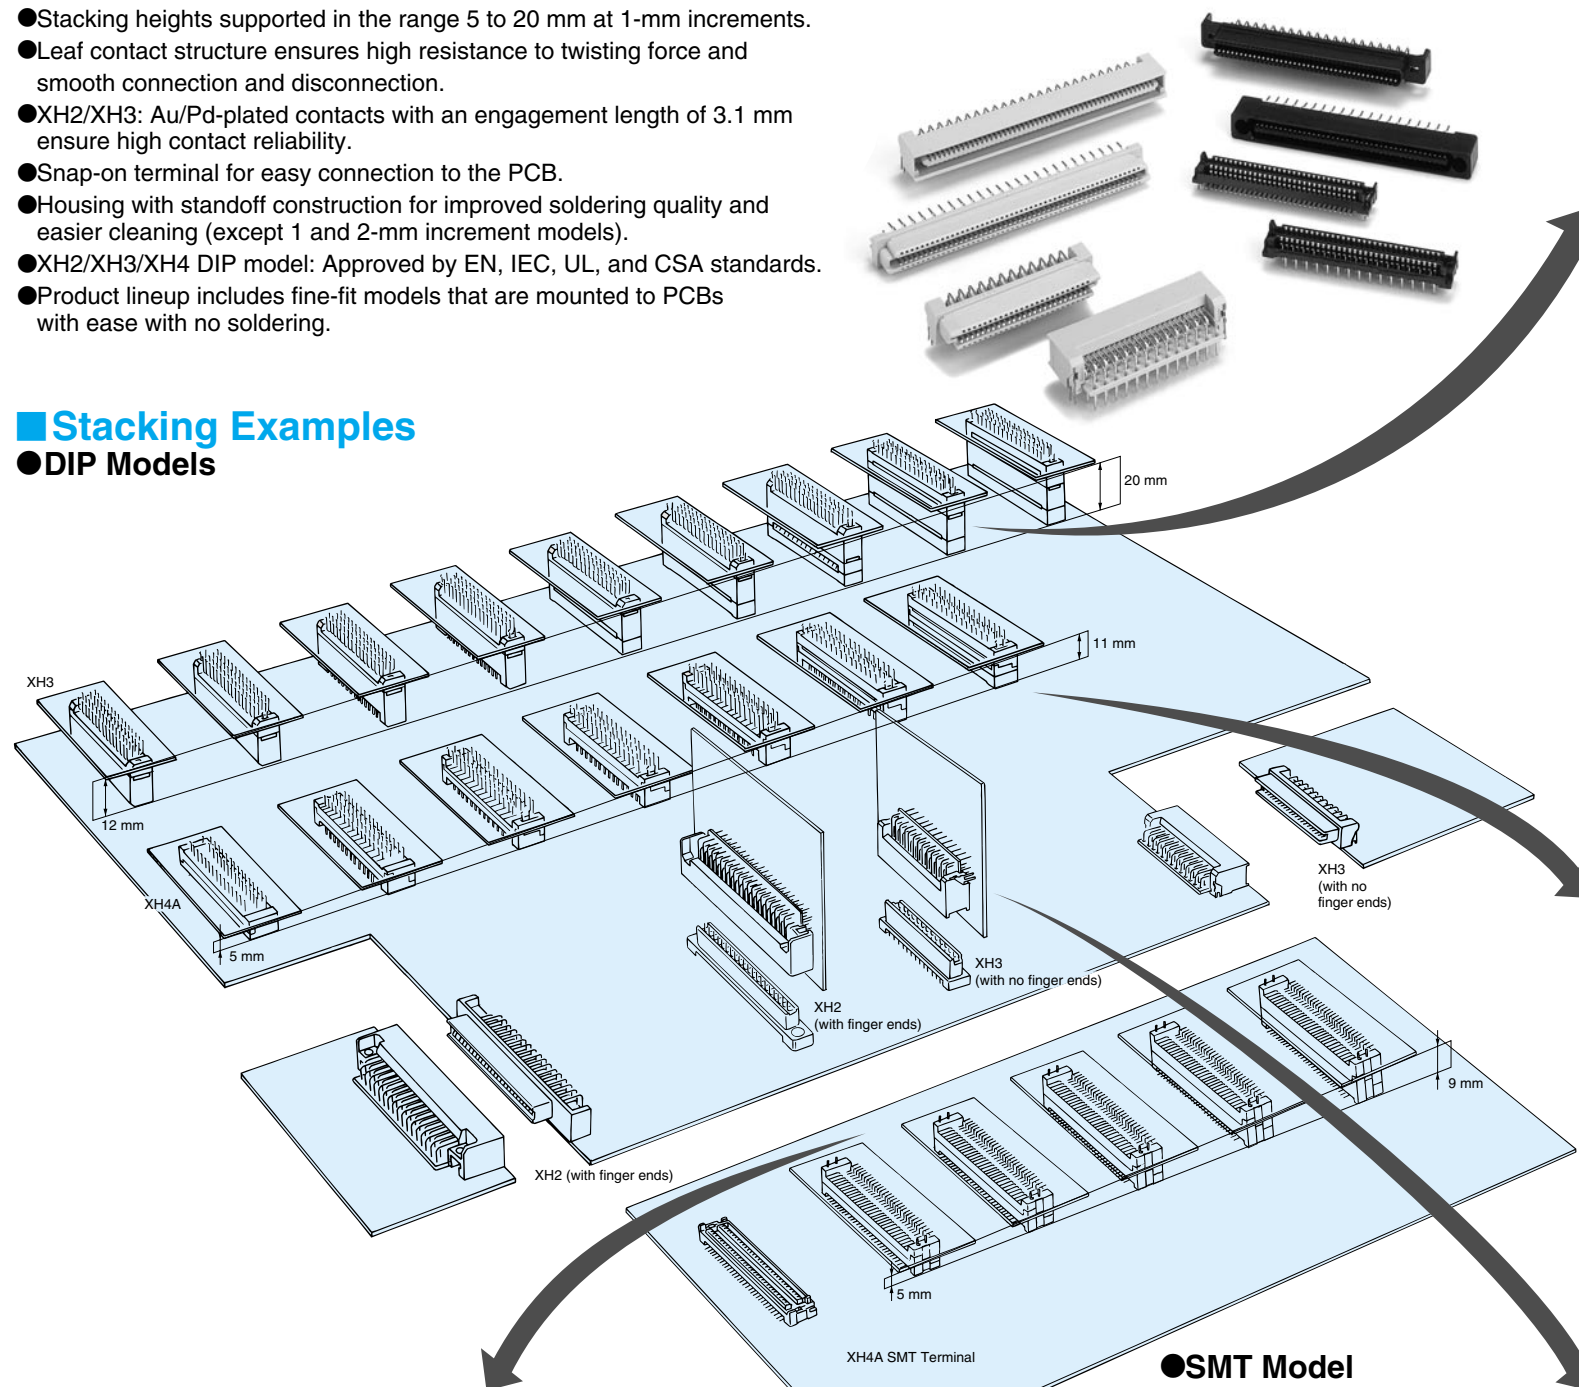 ●Stacking heights supported in the range 5 to 20 mm at 1-mm increments.
●Leaf contact structure ensures high resistance to twisting force and
smooth connection and disconnection.
●XH2/XH3: Au/Pd-plated contacts with an engagement length of 3.1 mm
ensure high contact reliability.
●Snap-on terminal for easy connection to the PCB.
●Housing with standoff construction for improved soldering quality and
easier cleaning (except 1 and 2-mm increment models).
●XH2/XH3/XH4 DIP model: Approved by EN, IEC, UL, and CSA standards.
●Product lineup includes fine-fit models that are mounted to PCBs
with ease with no soldering.
■Stacking Examples
●DIP Models
20 mm
11 mm
XH3
12 mm
XH4A
5 mm
XH3
(with no
finger ends)
XH3
(with no finger ends)
XH2
(with finger ends)
9 mm
XH2 (with finger ends)
5 mm
XH4A SMT Terminal
●SMT Model